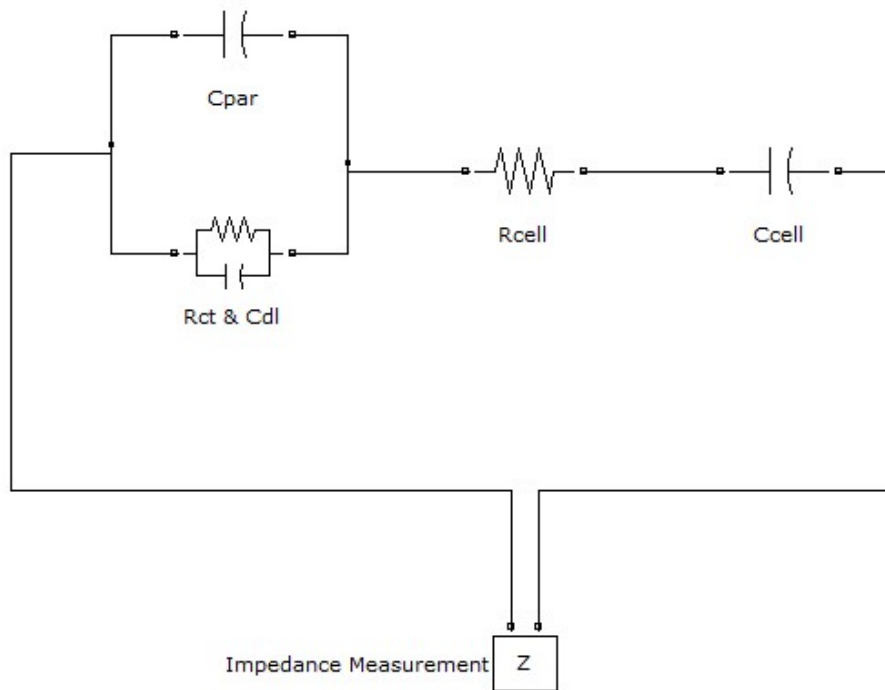 Cpar
Rcell
Ccell
Rct & Cdl
Impedance Measurement
Z